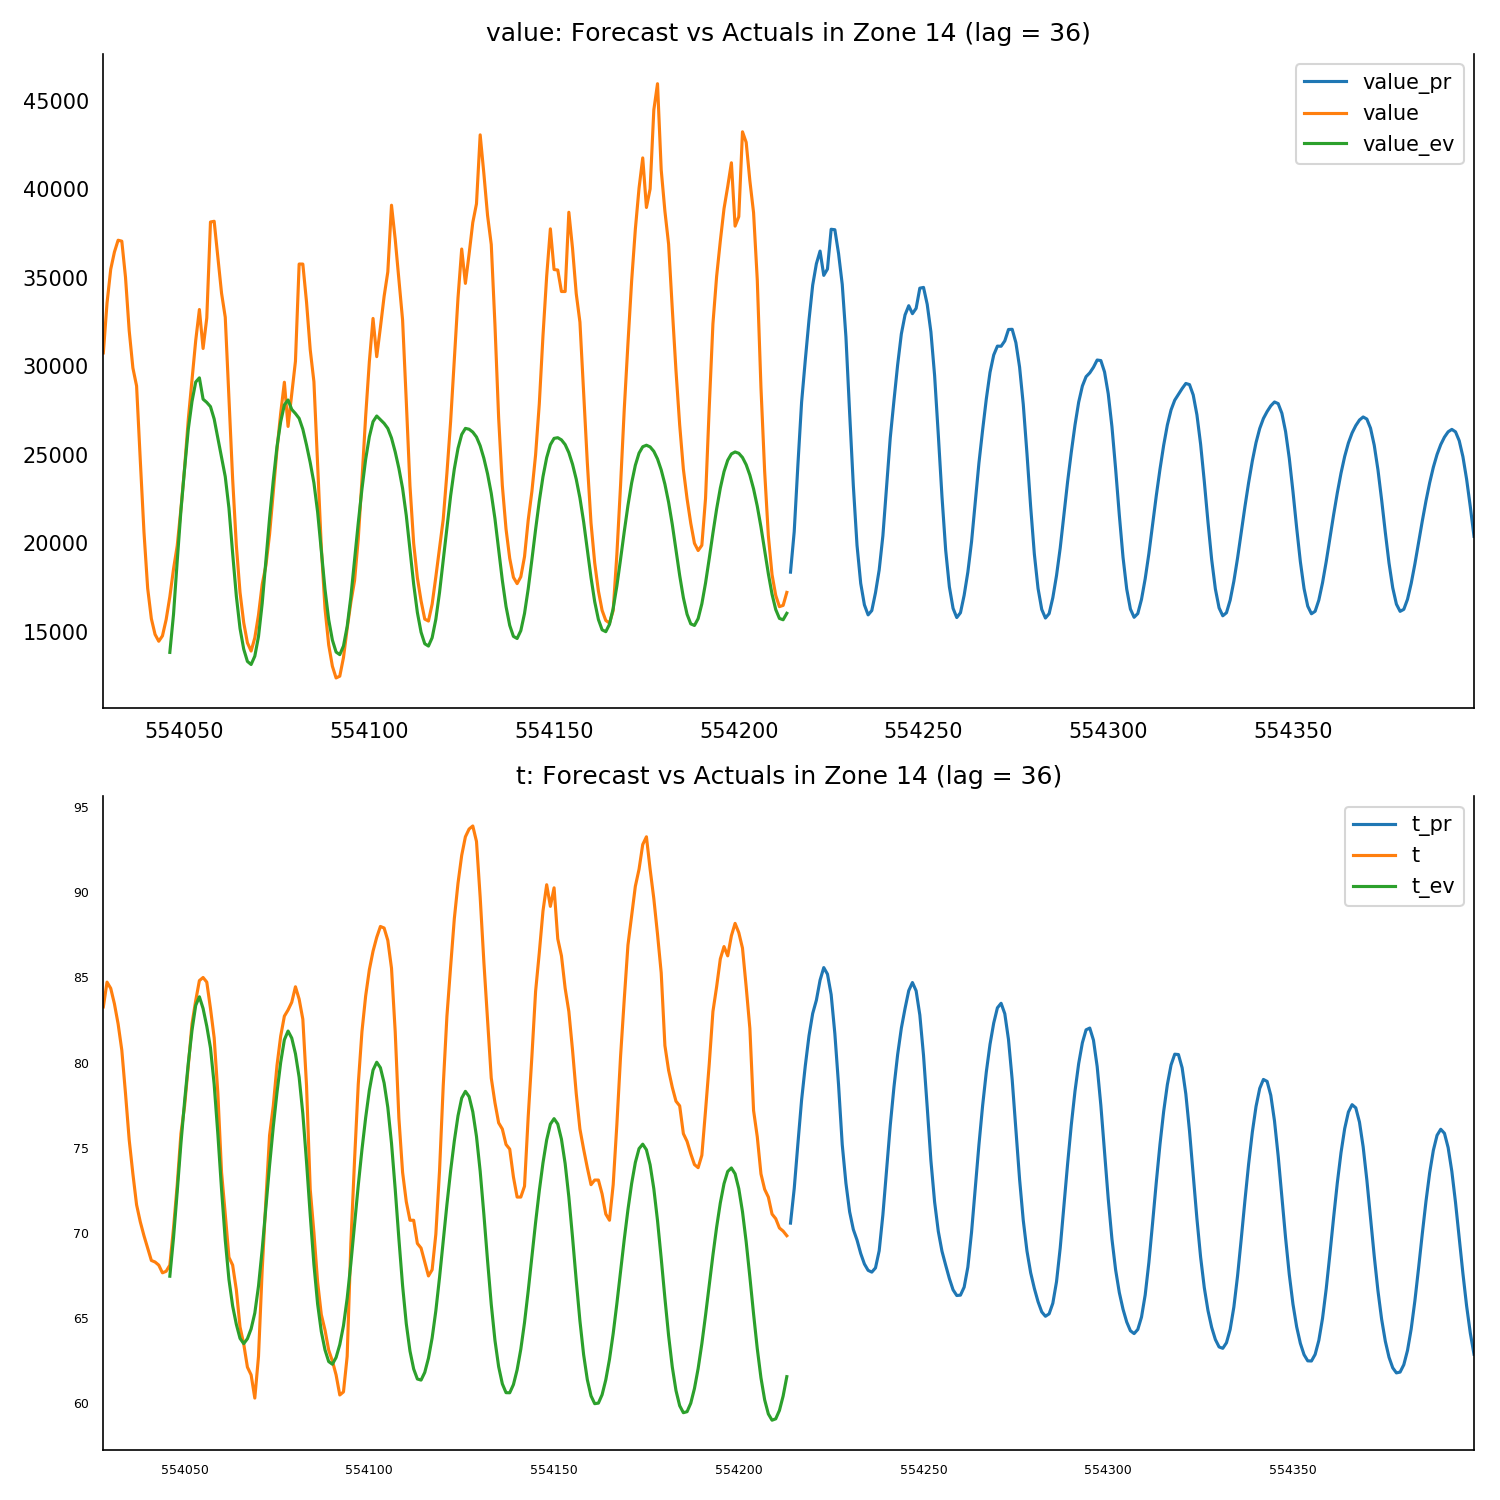 value: Forecast vs Actuals in Zone 14 (lag = 36)
45000
40000
35000
30000
25000
20000
15000
value_pr
value
value_ev
554050 554100 554150 554200 554250 554300 554350
t: Forecast vs Actuals in Zone 14 (lag = 36)
95
90
85
80
75
70
65
60
t_pr
t
t_ev
554050 554100 554150 554200 554250 554300 554350